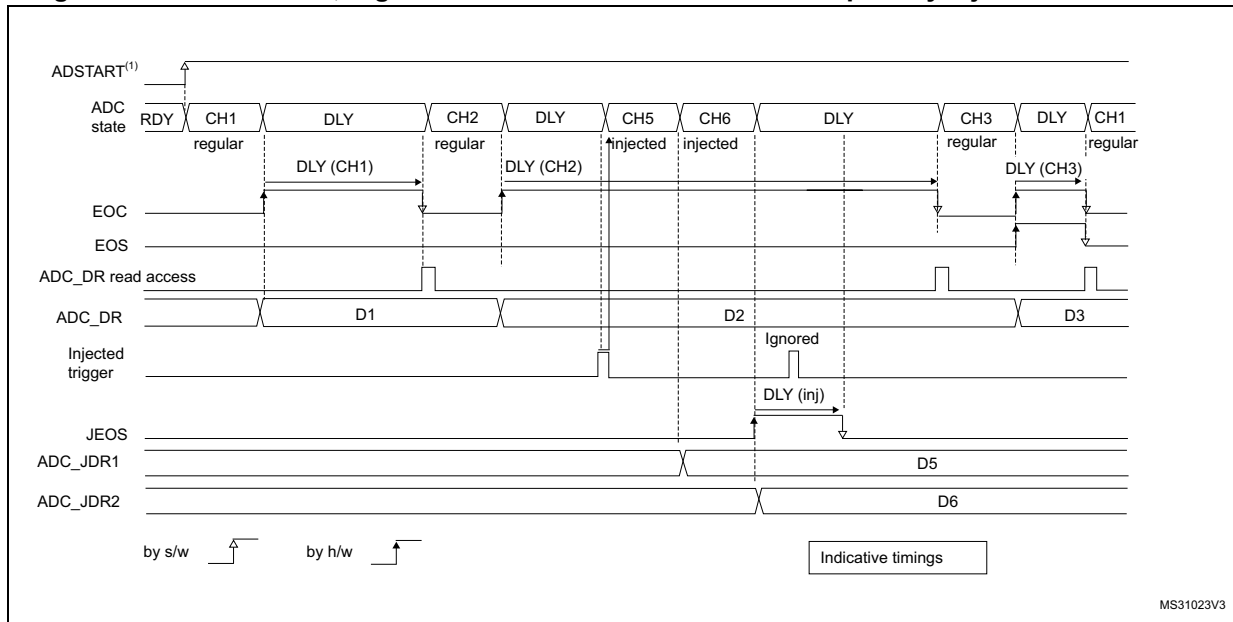 ADSTART(1)
ADC state
RDY CH1 DLY CH2 DLY CH5 CH6 DLY CH3 DLY CH1
regular regular injected injected regular regular
DLY (CH1) DLY (CH2) DLY (CH3)
EOC
EOS
ADC_DR read access
ADC_DR D1 D2 D3
Ignored
Injected trigger
DLY (inj)
JEOS
ADC_JDR1 D5
ADC_JDR2 D6
by s/w by h/w Indicative timings
MS31023V3